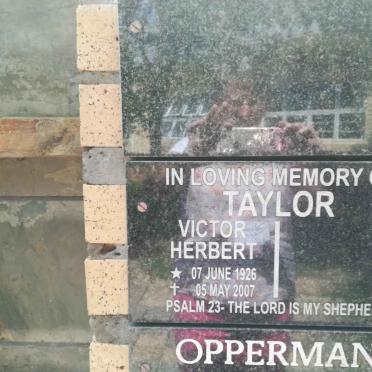 IN LOVING MEMORY O
TAYLOR
VICTOR
HERBERT
★ 07 JUNE 1926
✝ 05 MAY 2007
PSALM 23- THE LORD IS MY SHEPHE
OPPERMAN